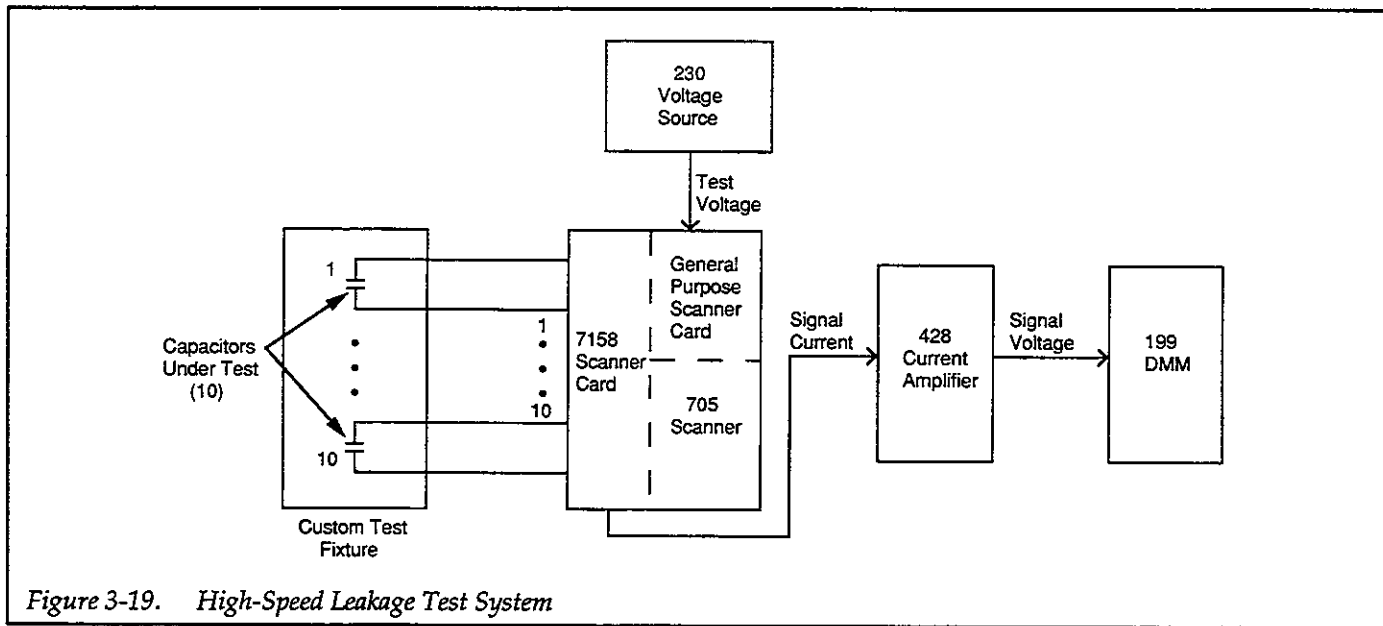 230
Voltage
Source
Test
Voltage
1
Capacitors
Under Test
(10)
10
Custom Test
Fixture
1
10
7158
Scanner
Card
General
Purpose
Scanner
Card
705
Scanner
Signal
Current
428
Current
Amplifier
Signal
Voltage
199
DMM
Figure 3-19. High-Speed Leakage Test System